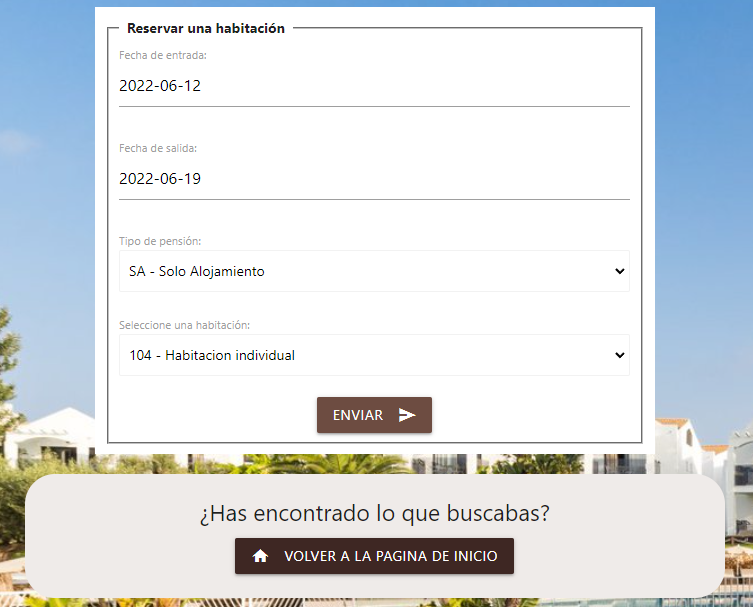 Reservar una habitación
Fecha de entrada:
2022-06-12
Fecha de salida:
2022-06-19
Tipo de pensión:
SA - Solo Alojamiento
Seleccione una habitación:
104 - Habitacion individual
ENVIAR
¿Has encontrado lo que buscabas?
VOLVER A LA PAGINA DE INICIO